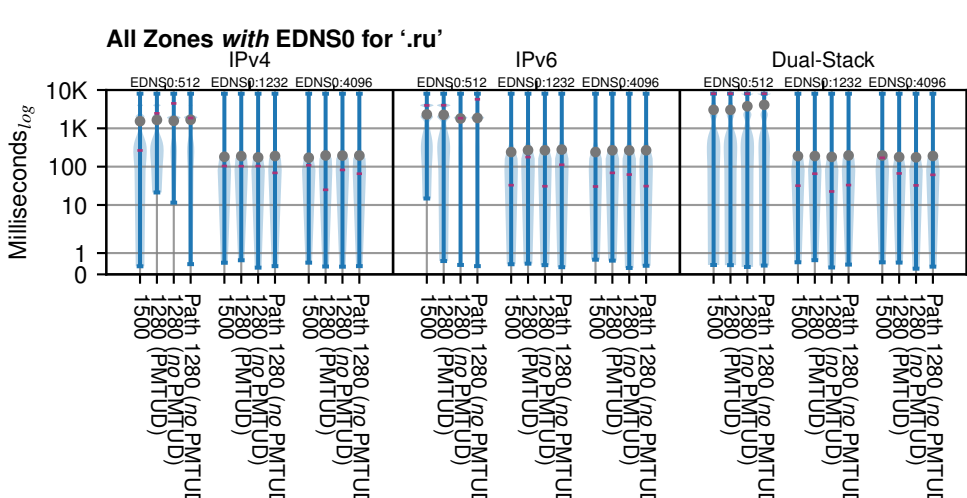 All Zones with EDNS0 for ‘.ru’
IPv4 IPv6 Dual-Stack
EDNS0:512 EDNS0:1232 EDNS0:4096 EDNS0:512 EDNS0:1232 EDNS0:4096 EDNS0:512 EDNS0:1232 EDNS0:4096
Milliseconds log
10K
1K
100
10
1
0
1500
1280 (PMTUD)
1280 (no PMTUD)
Path 1280 (no PMTUD
1500
1280 (PMTUD)
1280 (no PMTUD)
Path 1280 (no PMTUD
1500
1280 (PMTUD)
1280 (no PMTUD)
Path 1280 (no PMTUD
1500
1280 (PMTUD)
1280 (no PMTUD)
Path 1280 (no PMTUD
1500
1280 (PMTUD)
1280 (no PMTUD)
Path 1280 (no PMTUD
1500
1280 (PMTUD)
1280 (no PMTUD)
Path 1280 (no PMTUD
1500
1280 (PMTUD)
1280 (no PMTUD)
Path 1280 (no PMTUD
1500
1280 (PMTUD)
1280 (no PMTUD)
Path 1280 (no PMTUD
1500
1280 (PMTUD)
1280 (no PMTUD)
Path 1280 (no PMTUD